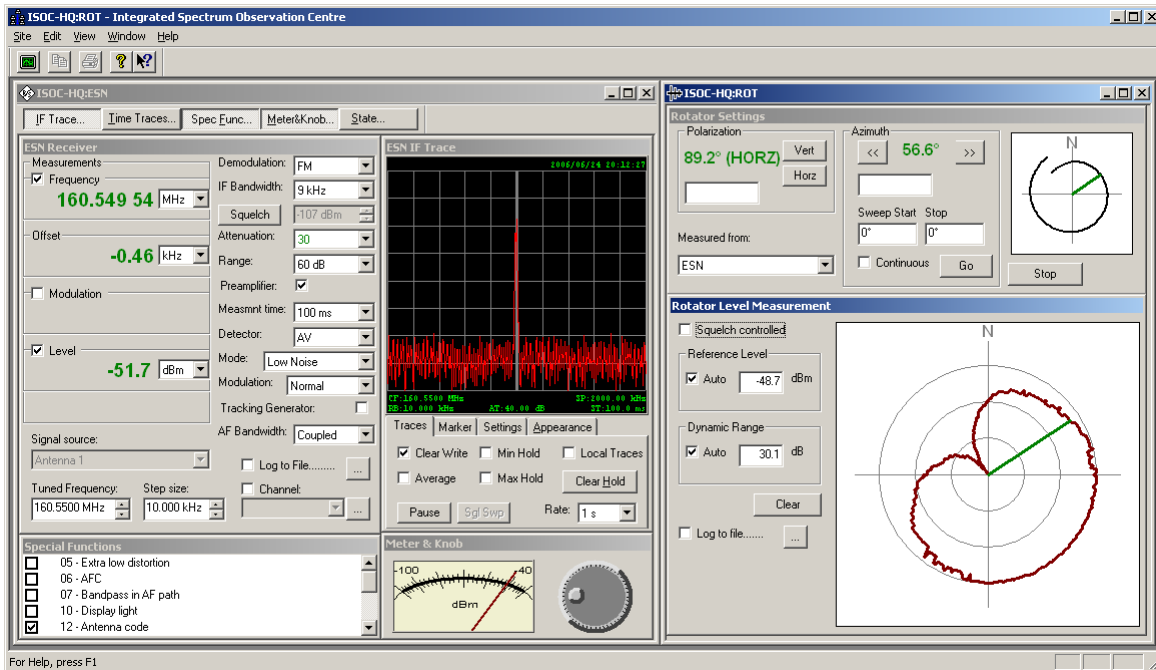 ISOC-HQ:ROT - Integrated Spectrum Observation Centre
Site Edit View Window Help
ISOC-HQ:ESN
IF Trace... Time Traces... Spec Func... Meter&Knob... State...
ESN Receiver
Measurements
Frequency
160.549 54 MHz
Offset
-0.46 kHz
Modulation
Level
-51.7 dBm
Signal source:
Antenna 1
Tuned Frequency: Step size:
160.5500 MHz 10.000 kHz
Demodulation: FM
IF Bandwidth: 9 kHz
Squelch -107 dBm
Attenuation: 30
Range: 60 dB
Preamplifier:
Measmnt time: 100 ms
Detector: AV
Mode: Low Noise
Modulation: Normal
Tracking Generator:
AF Bandwidth: Coupled
Log to File........ ...
Channel:
...
ESN IF Trace
2006/06/24 20:12:27
CF:160.5500 MHz SP:2000.00 kHz
RB:10.000 kHz AT:40.00 dB ST:100.0 ms
Traces Marker Settings Appearance
Clear Write Min Hold Local Traces
Average Max Hold Clear Hold
Pause Sgl Swp Rate: 1 s
Special Functions
05 - Extra low distortion
06 - AFC
07 - Bandpass in AF path
10 - Display light
12 - Antenna code
Meter & Knob
-100 -40
dBm
ISOC-HQ:ROT
Rotator Settings
Polarization
89.2° (HORZ) Vert
Horz
Measured from:
ESN
Azimuth
<< 56.6° >>
Sweep Start Stop
0° 0°
Continuous Go
N
Stop
Rotator Level Measurement
Squelch controlled
Reference Level
Auto -48.7 dBm
Dynamic Range
Auto 30.1 dB
Clear
Log to file....... ...
N
For Help, press F1